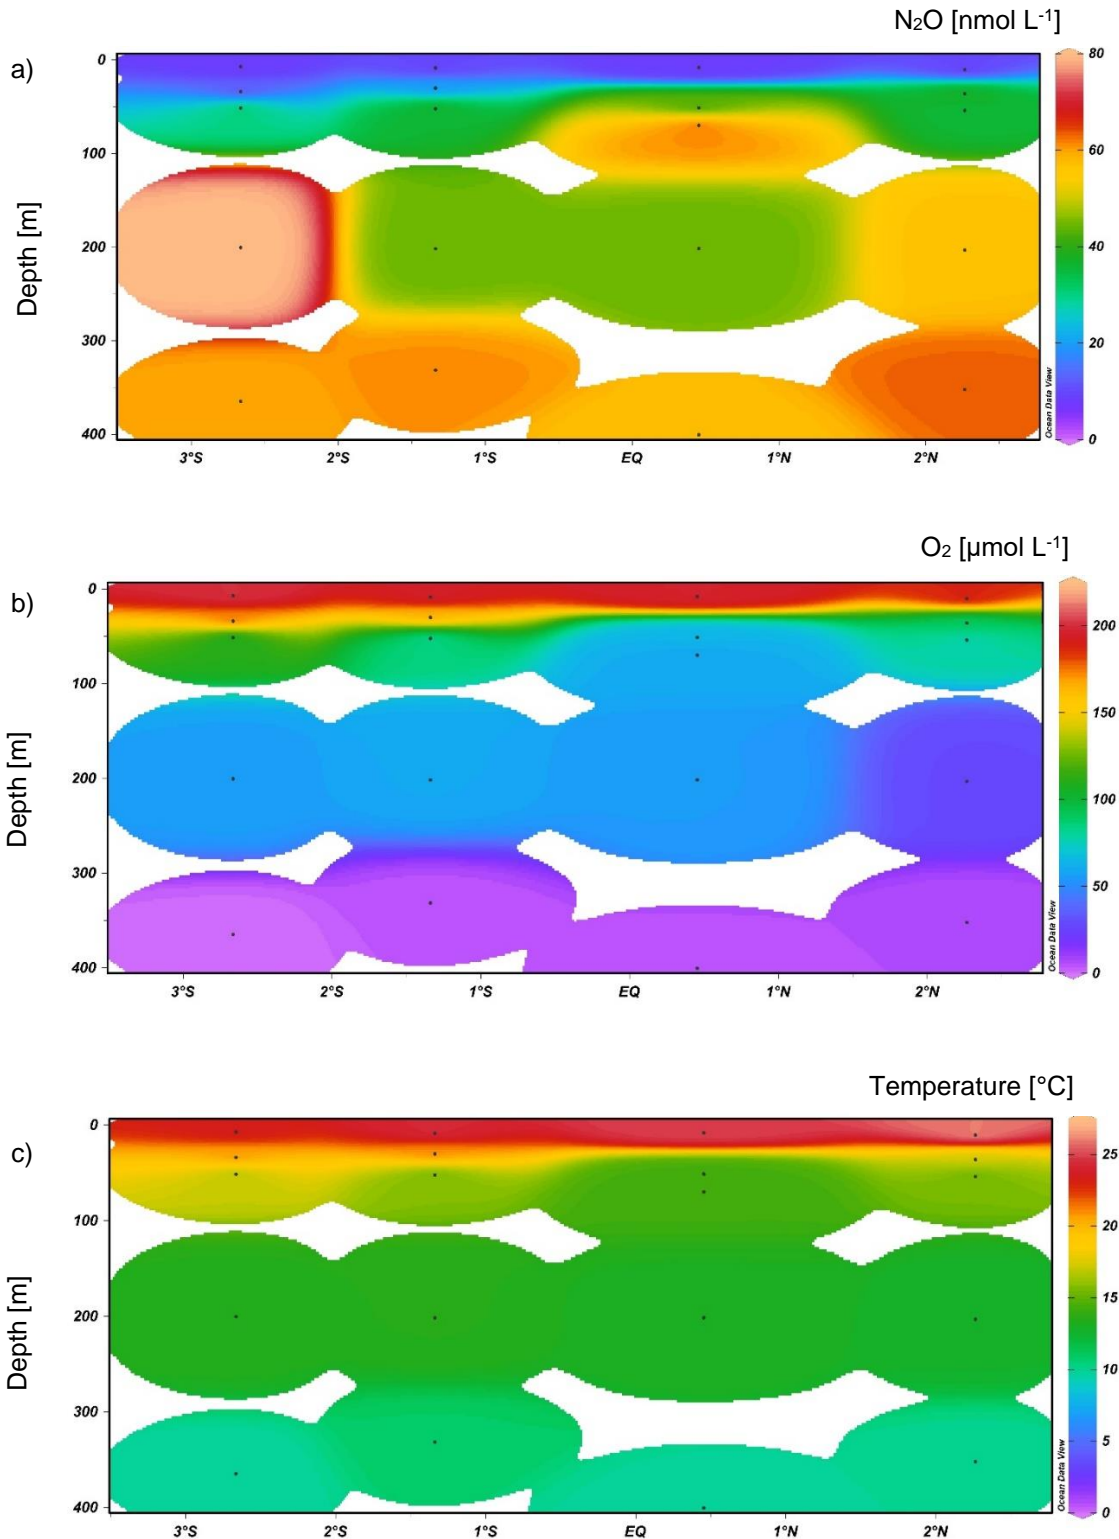 N₂O [nmol L⁻¹]
a)
0
100
200
300
400
Depth [m]
3°S
2°S
1°S
EQ
1°N
2°N
80
60
40
20
0
Ocean Data View
O₂ [µmol L⁻¹]
b)
0
100
200
300
400
Depth [m]
3°S
2°S
1°S
EQ
1°N
2°N
200
150
100
50
0
Ocean Data View
Temperature [°C]
c)
0
100
200
300
400
Depth [m]
3°S
2°S
1°S
EQ
1°N
2°N
25
20
15
10
5
0
Ocean Data View